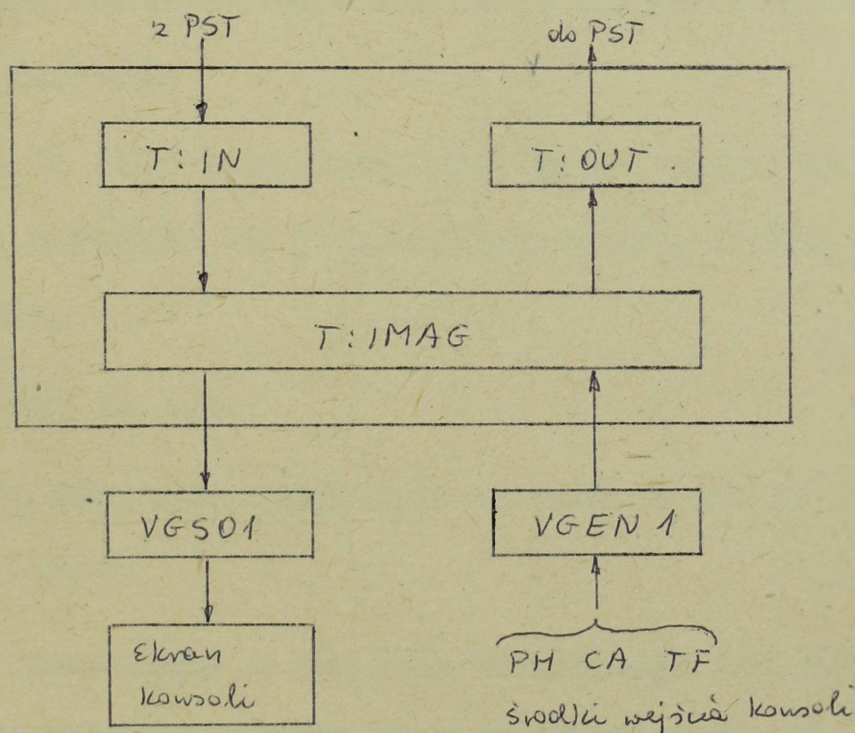 z PST
do PST
T: IN
T: OUT
T: IMAG
VGS01
VGEN 1
Ekran
konsoli
PH CA TF
środki wejścia konsoli